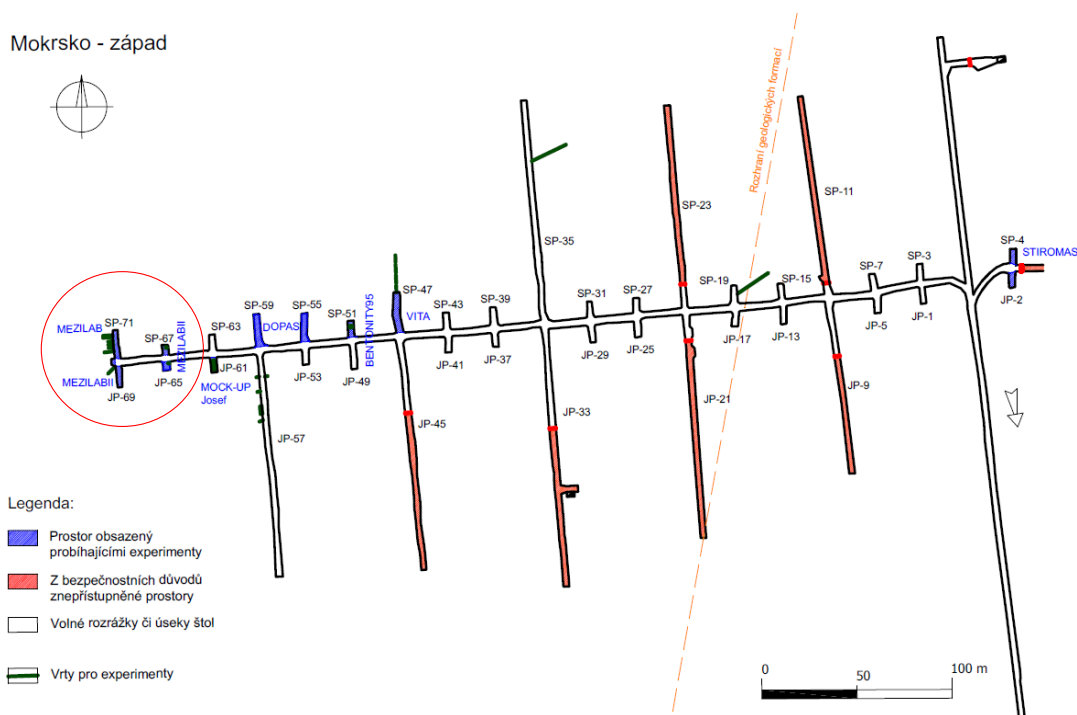 Mokrsko - západ
Rozhraní geologických formací
SP-11
SP-23
SP-35
SP-4
STIROMAS
SP-3
SP-7
SP-15
SP-19
SP-27
SP-31
SP-39
SP-43
SP-47
VITA
SP-51
BENTONITY95
SP-55
DOPAS
SP-59
SP-63
SP-67
MEZILABII
SP-71
MEZILAB
MEZILABII
JP-69
JP-65
JP-61
MOCK-UP
Josef
JP-57
JP-53
JP-49
JP-45
JP-41
JP-37
JP-33
JP-29
JP-25
JP-21
JP-17
JP-13
JP-9
JP-5
JP-1
JP-2
Legenda:
Prostor obsazený
probíhajícími experimenty
Z bezpečnostních důvodů
znepřístupněné prostory
Volné rozrážky či úseky štol
Vrty pro experimenty
0
50
100 m